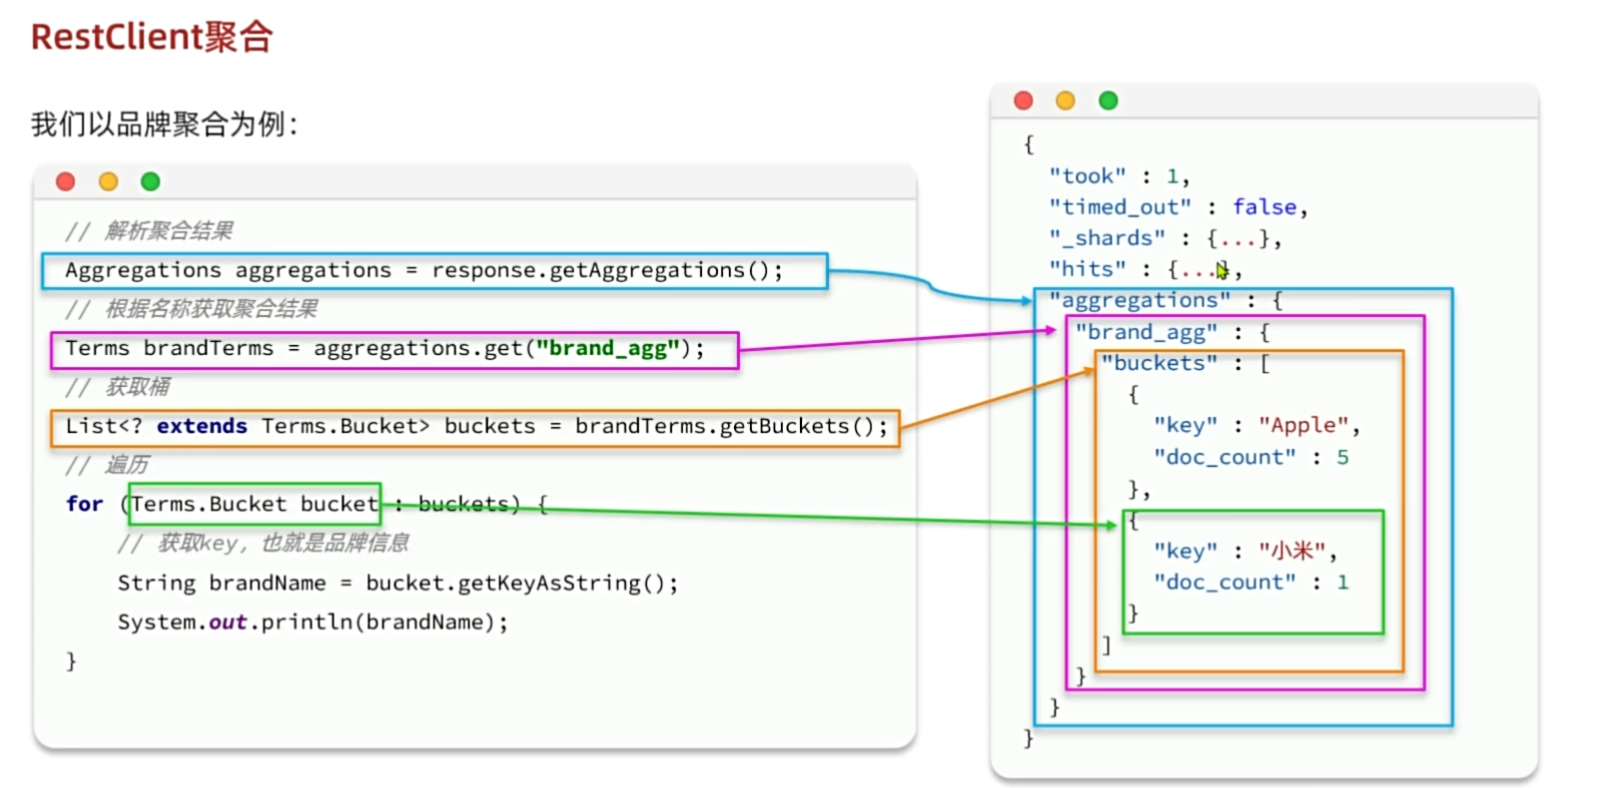 RestClient聚合
我们以品牌聚合为例：
// 解析聚合结果
Aggregations aggregations = response.getAggregations();
// 根据名称获取聚合结果
Terms brandTerms = aggregations.get("brand_agg");
// 获取桶
List<? extends Terms.Bucket> buckets = brandTerms.getBuckets();
// 遍历
for (Terms.Bucket bucket : buckets) {
// 获取key，也就是品牌信息
String brandName = bucket.getKeyAsString();
System.out.println(brandName);
}
{
"took" : 1,
"timed_out" : false,
"_shards" : {...},
"hits" : {...},
"aggregations" : {
"brand_agg" : {
"buckets" : [
{
"key" : "Apple",
"doc_count" : 5
},
{
"key" : "小米",
"doc_count" : 1
}
]
}
}
}